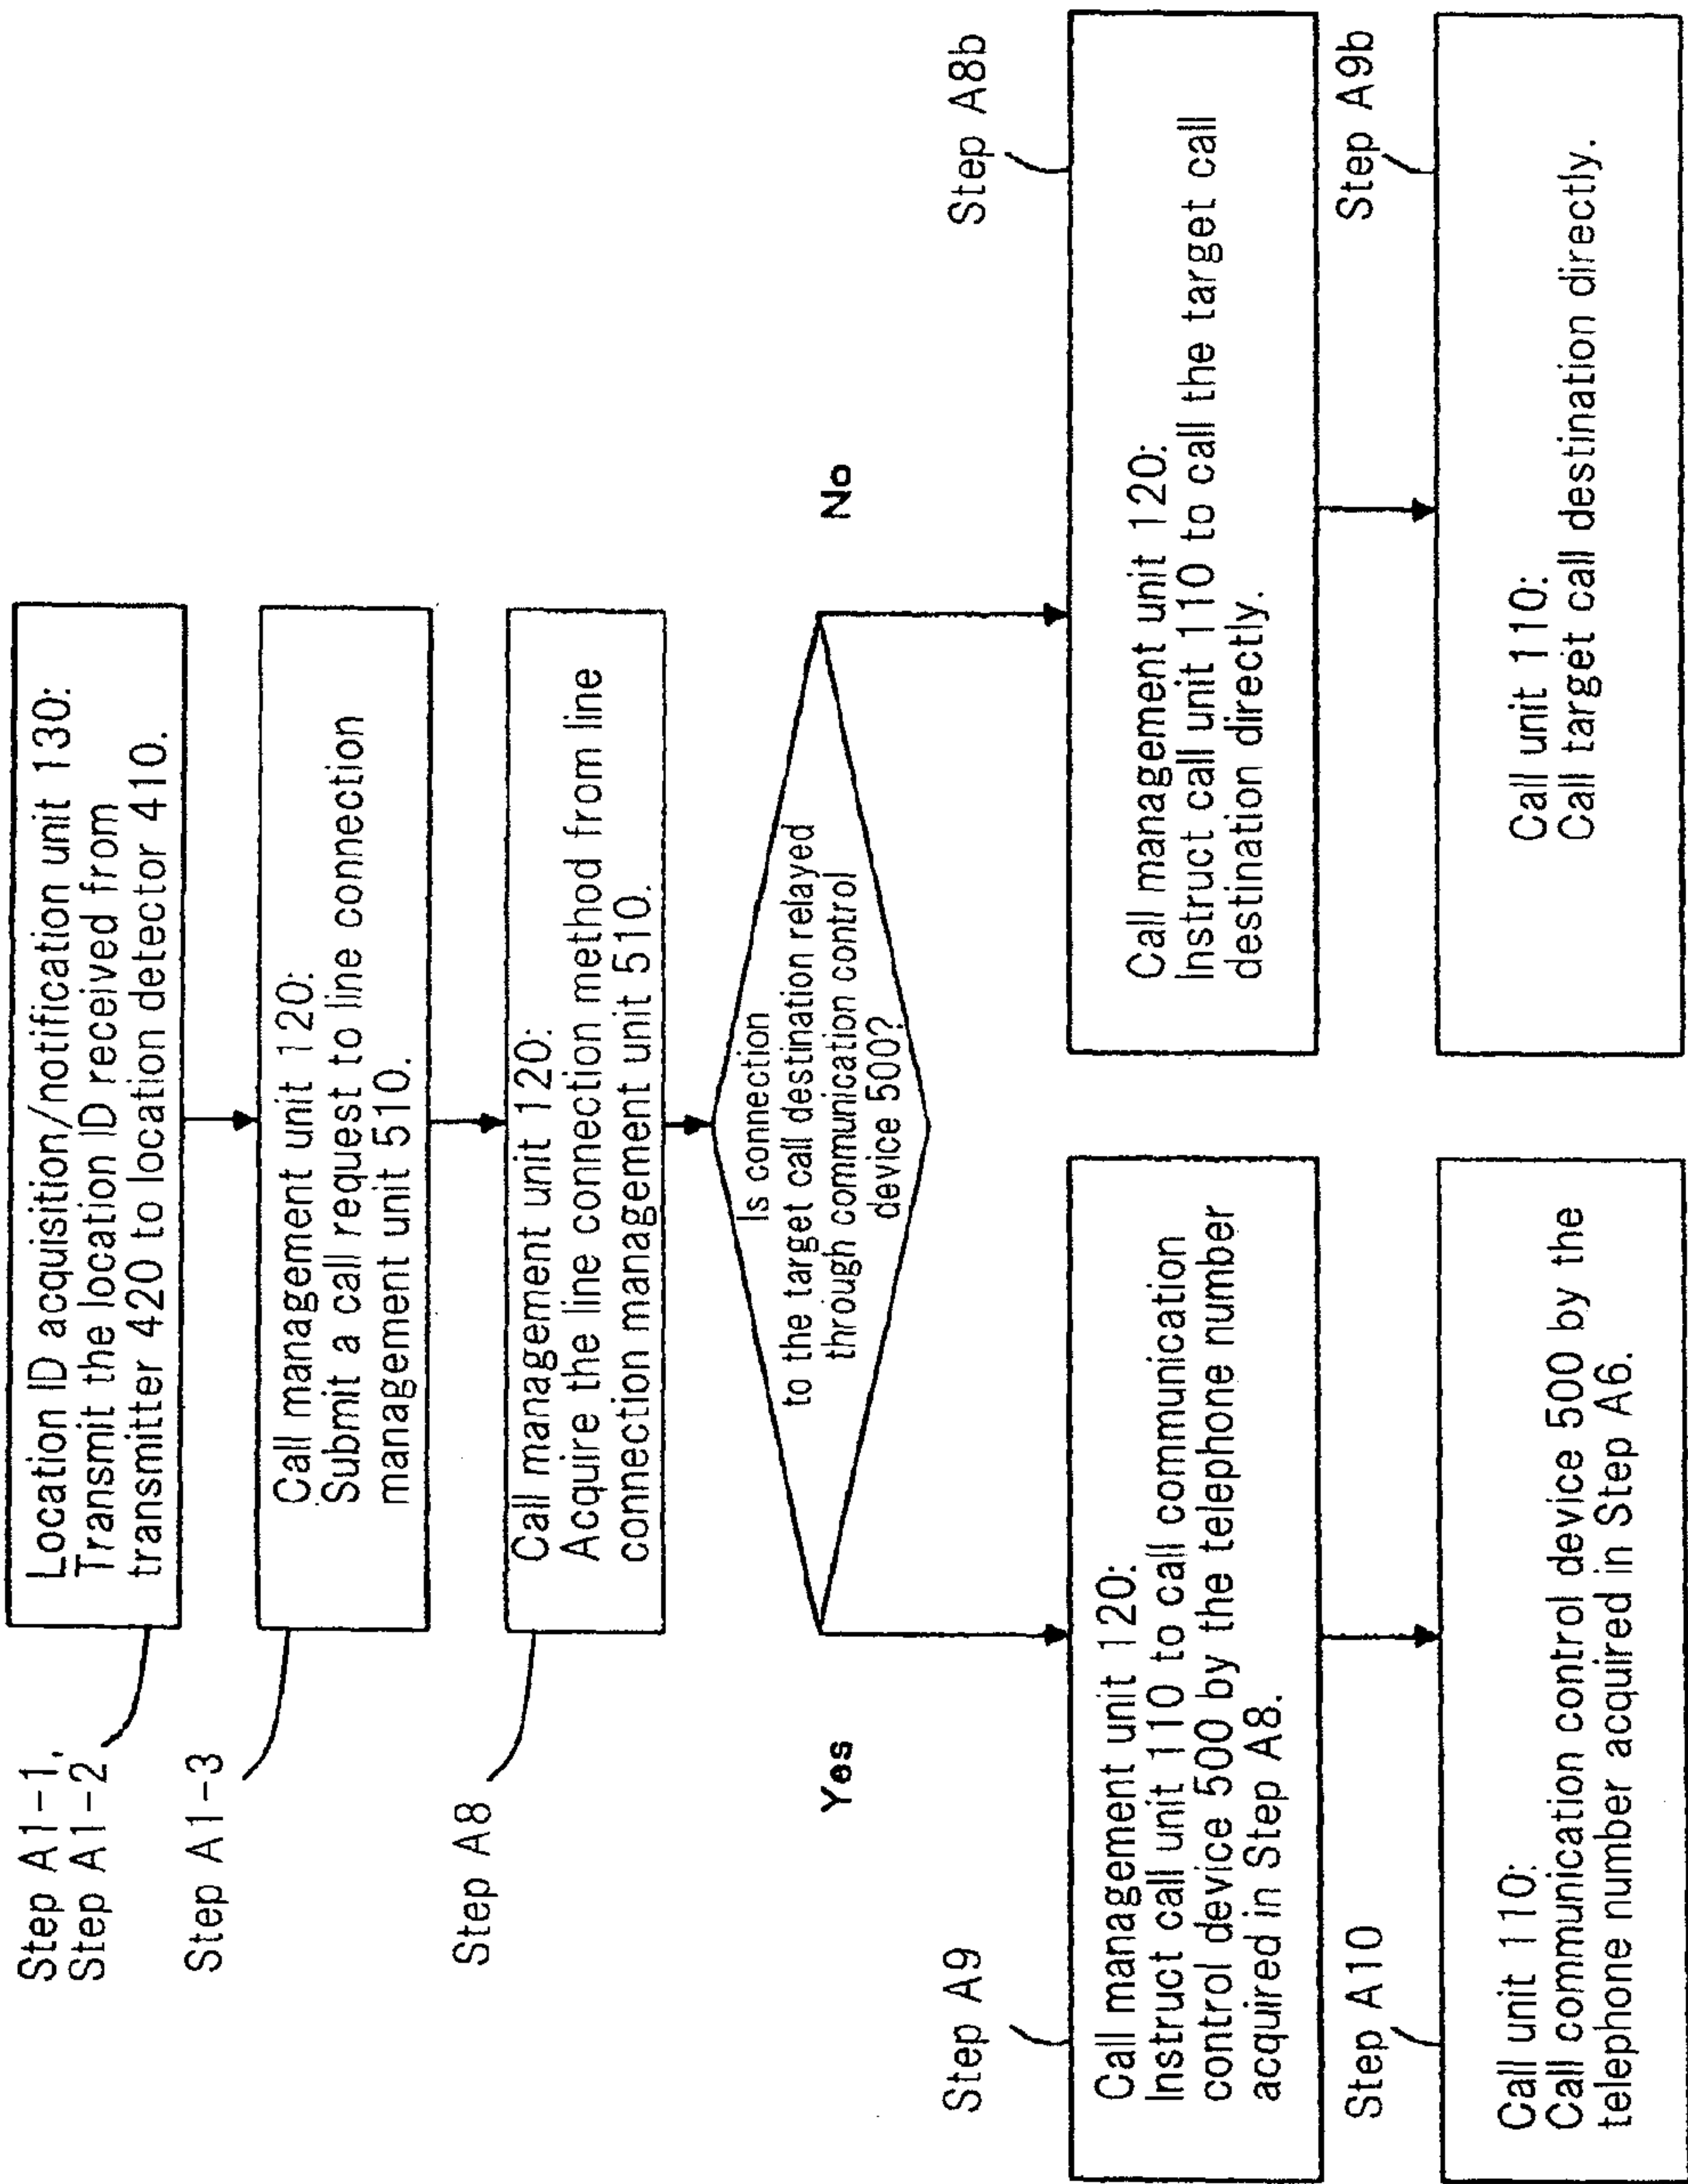 Step A1-1,
Step A1-2
Location ID acquisition/notification unit 130:
Transmit the location ID received from
transmitter 420 to location detector 410.
Step A1-3
Call management unit 120:
Submit a call request to line connection
management unit 510.
Step A8
Call management unit 120:
Acquire the line connection method from line
connection management unit 510.
Is connection
to the target call destination relayed
through communication control
device 500?
Yes
No
Step A9
Call management unit 120:
Instruct call unit 110 to call communication
control device 500 by the telephone number
acquired in Step A8.
Step A8b
Call management unit 120:
Instruct call unit 110 to call the target call
destination directly.
Step A10
Call unit 110:
Call communication control device 500 by the
telephone number acquired in Step A6.
Step A9b
Call unit 110:
Call target call destination directly.